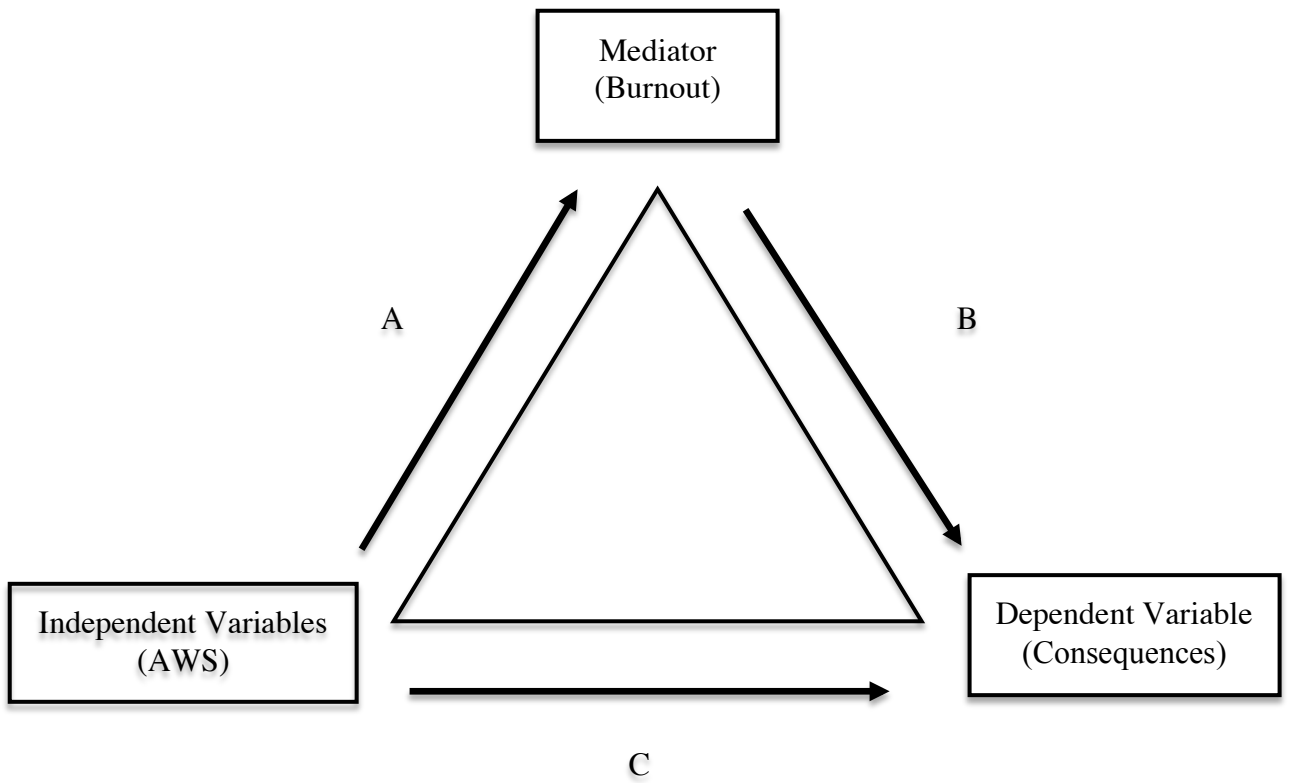 Mediator
(Burnout)
A
B
Independent Variables
(AWS)
Dependent Variable
(Consequences)
C